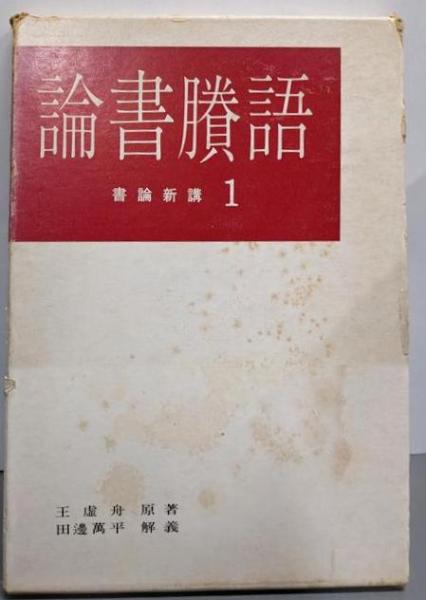 論書賸語
書論新講 1
王虚舟 原著
田邊萬平 解義